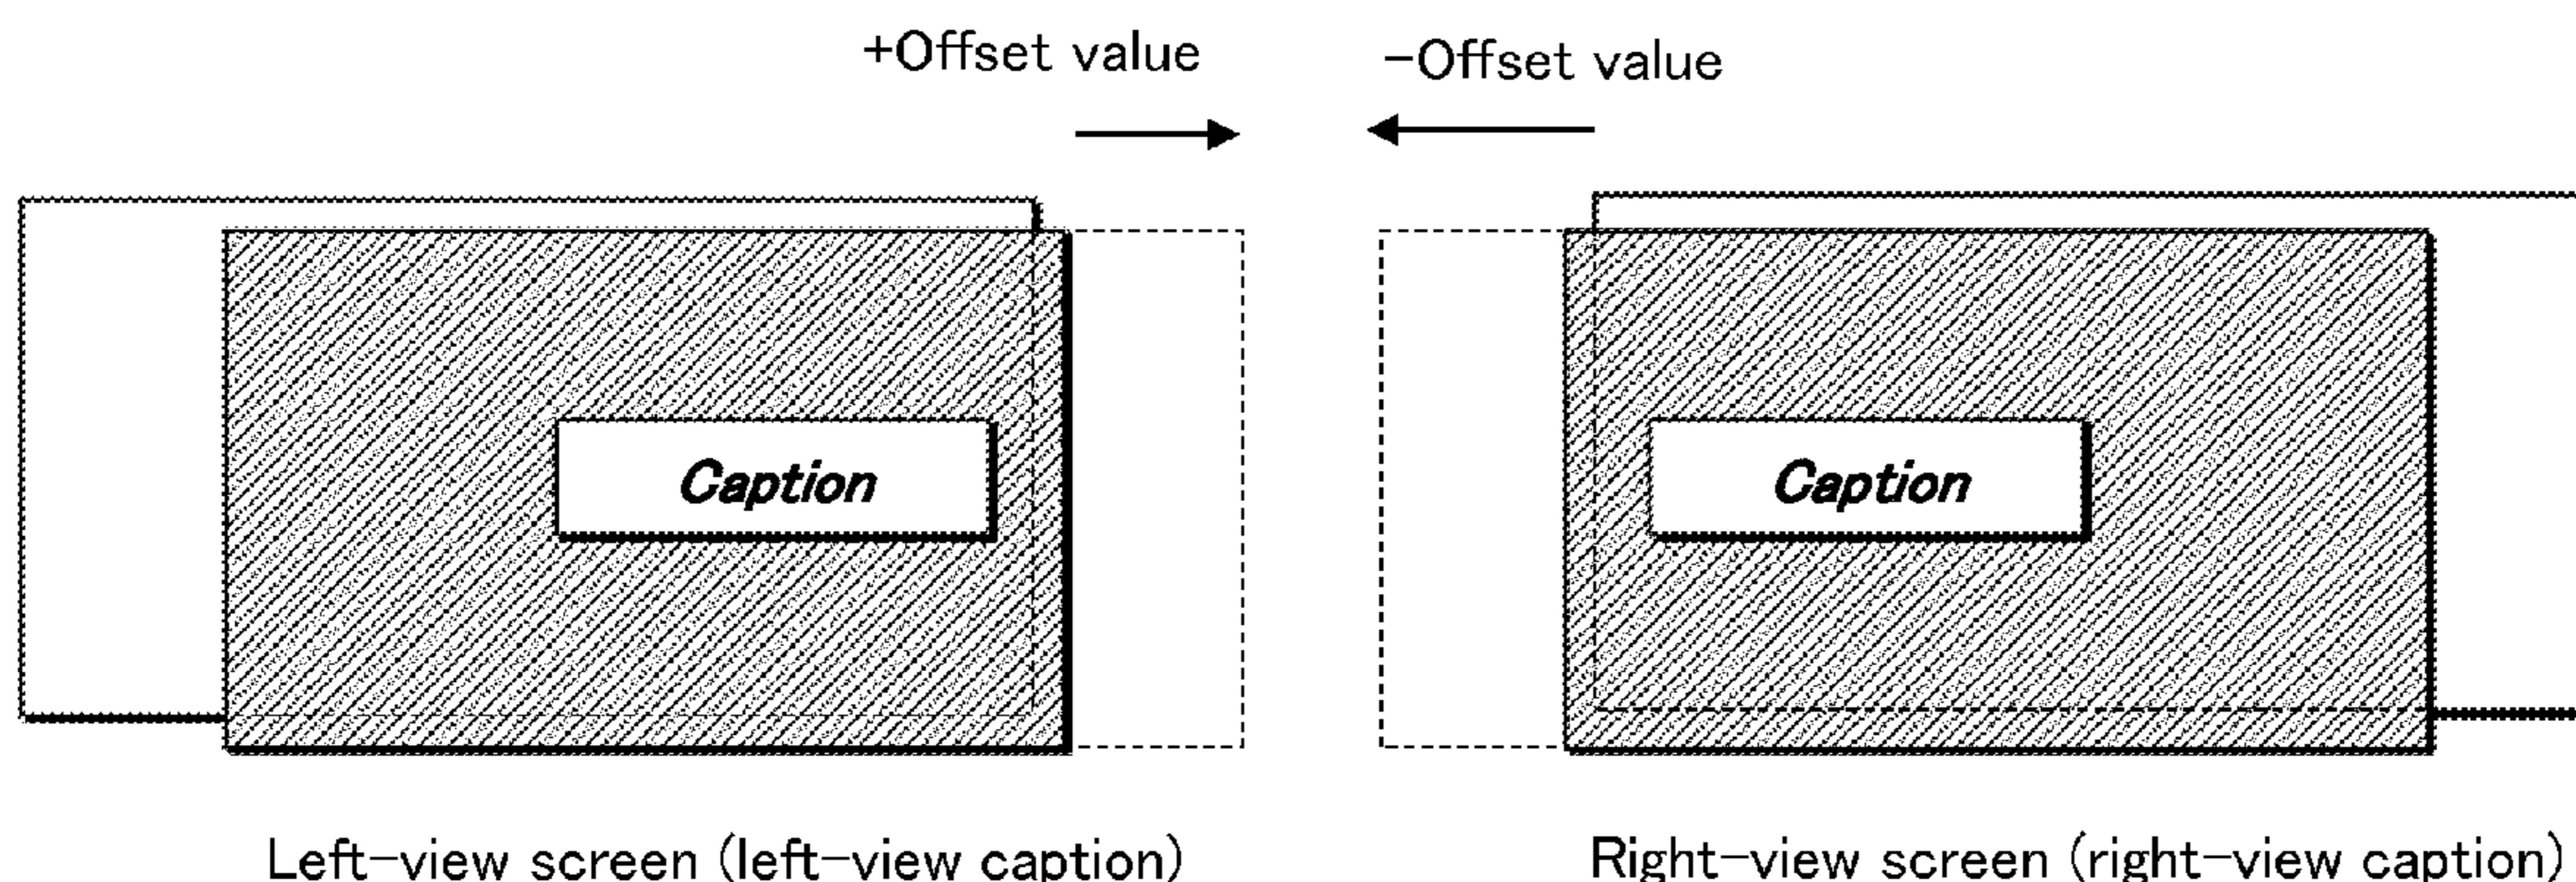 +Offset value
-Offset value
Caption
Caption
Left-view screen (left-view caption)
Right-view screen (right-view caption)